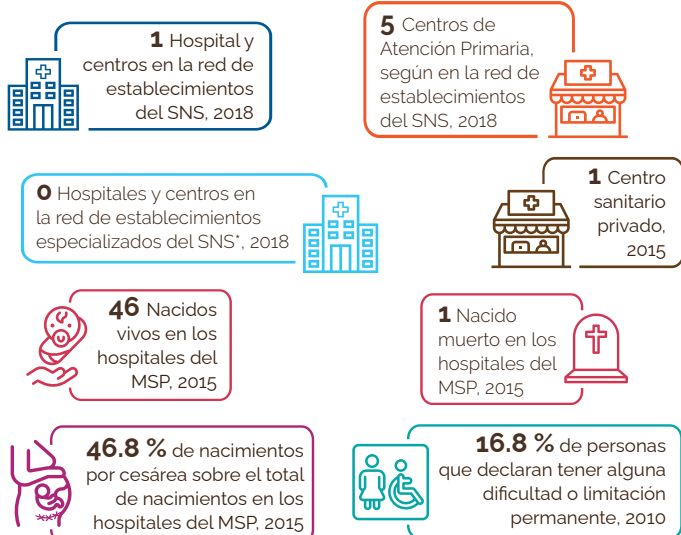 1 Hospital y
centros en la red de
establecimientos
del SNS, 2018
5 Centros de
Atención Primaria,
según en la red de
establecimientos
del SNS, 2018
0 Hospitales y centros en
la red de establecimientos
especializados del SNS*, 2018
1 Centro
sanitario
privado,
2015
46 Nacidos
vivos en los
hospitales del
MSP, 2015
1 Nacido
muerto en los
hospitales del
MSP, 2015
46.8 % de nacimientos
por cesárea sobre el total
de nacimientos en los
hospitales del MSP, 2015
16.8 % de personas
que declaran tener alguna
dificultad o limitación
permanente, 2010